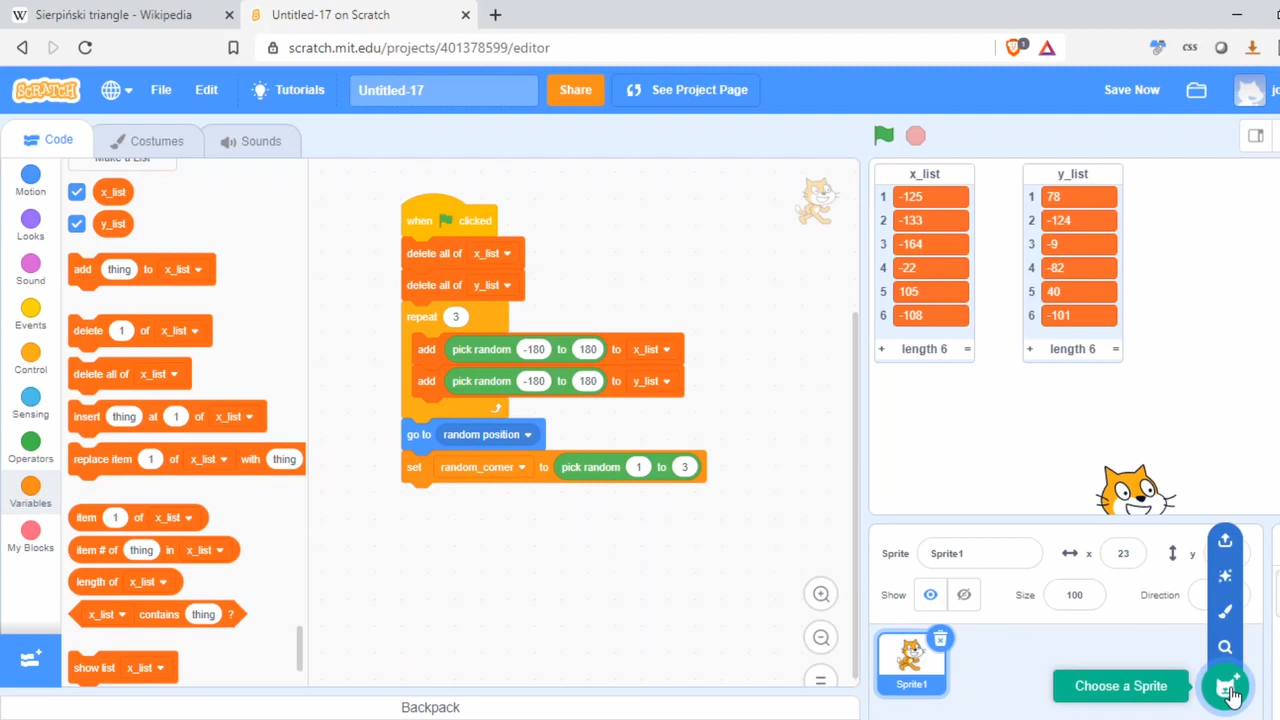 W Sierpiński triangle - Wikipedia
Untitled-17 on Scratch
scratch.mit.edu/projects/401378599/editor
1
css
SCRATCH
File
Edit
Tutorials
Untitled-17
Share
See Project Page
Save Now
Code
Costumes
Sounds
Motion
Looks
Sound
Events
Control
Sensing
Operators
Variables
My Blocks
Make a List
x_list
y_list
add thing to x_list
delete 1 of x_list
delete all of x_list
insert thing at 1 of x_list
replace item 1 of x_list with thing
item 1 of x_list
item # of thing in x_list
length of x_list
x_list contains thing ?
show list x_list
when clicked
delete all of x_list
delete all of y_list
repeat 3
add pick random -180 to 180 to x_list
add pick random -180 to 180 to y_list
go to random position
set random_corner to pick random 1 to 3
x_list
1 -125
2 -133
3 -164
4 -22
5 105
6 -108
+ length 6 =
y_list
1 78
2 -124
3 -9
4 -82
5 40
6 -101
+ length 6 =
Sprite Sprite1 x 23 y
Show Size 100 Direction
Sprite1
Choose a Sprite
Backpack